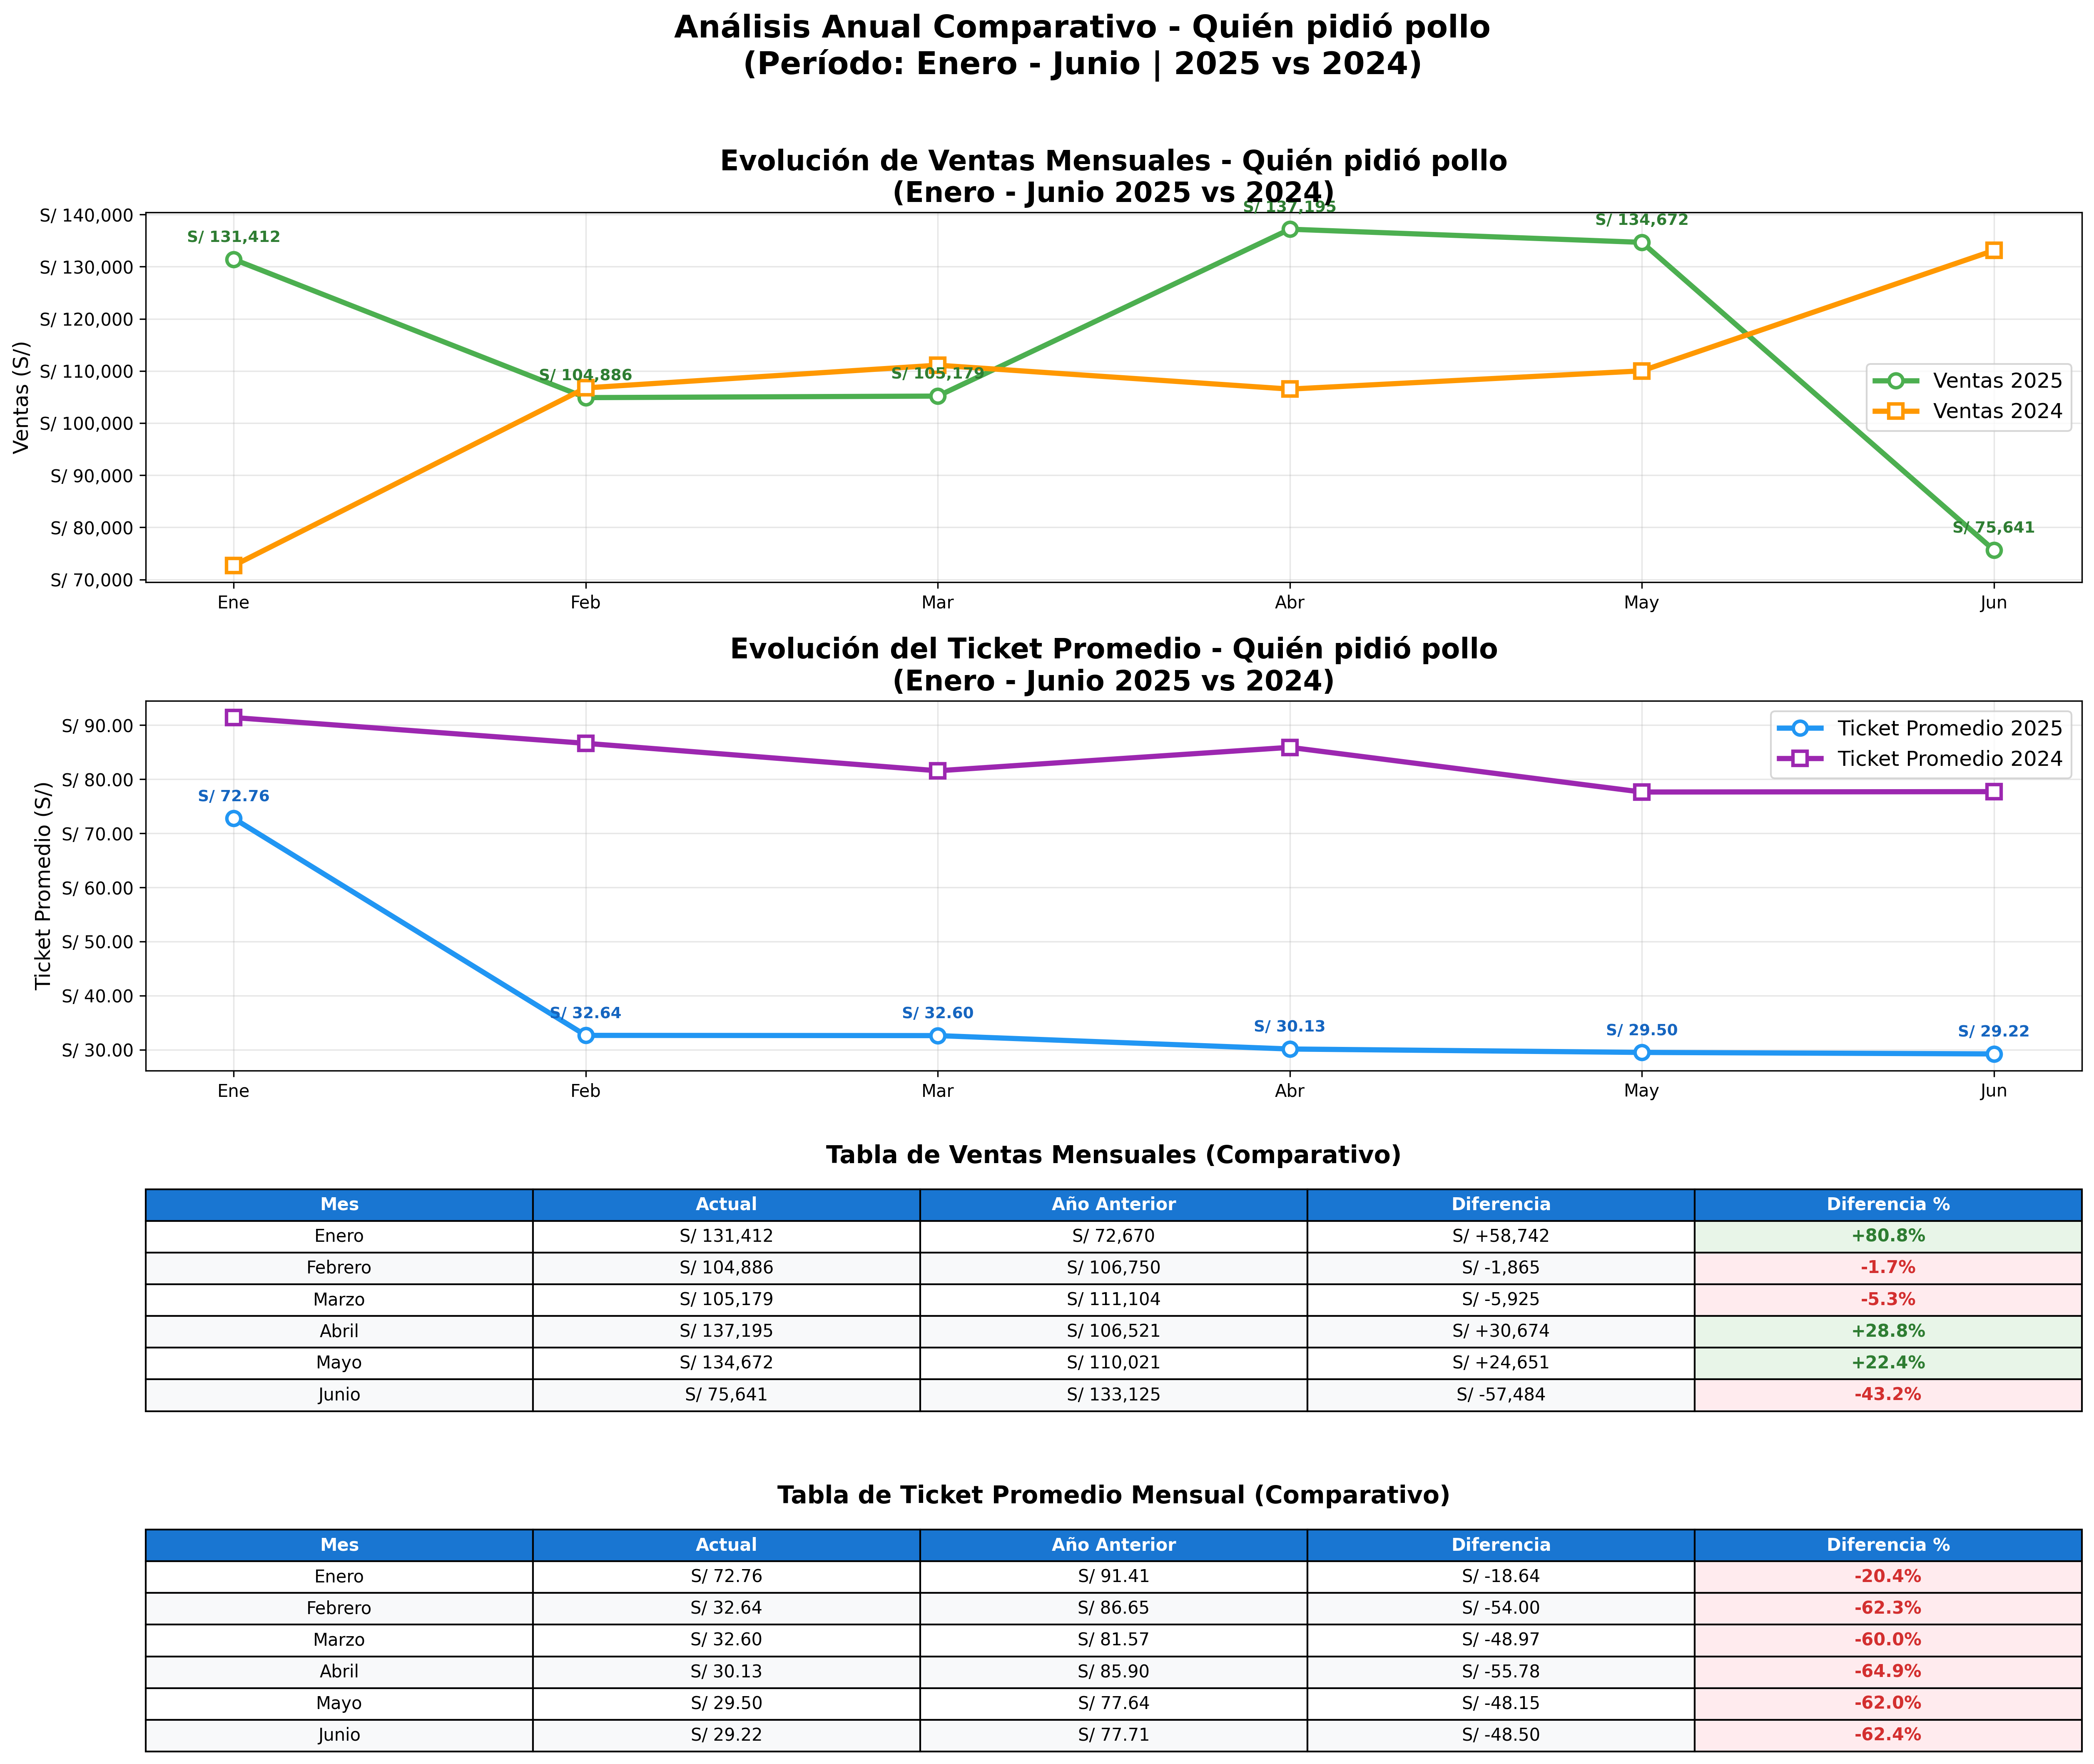 Análisis Anual Comparativo - Quién pidió pollo
(Período: Enero - Junio | 2025 vs 2024)
Evolución de Ventas Mensuales - Quién pidió pollo
(Enero - Junio 2025 vs 2024)
Ventas (S/)
S/ 140,000
S/ 130,000
S/ 120,000
S/ 110,000
S/ 100,000
S/ 90,000
S/ 80,000
S/ 70,000
S/ 131,412
S/ 104,886
S/ 105,179
S/ 137,195
S/ 134,672
S/ 75,641
Ventas 2025
Ventas 2024
Ene Feb Mar Abr May Jun
Evolución del Ticket Promedio - Quién pidió pollo
(Enero - Junio 2025 vs 2024)
Ticket Promedio (S/)
S/ 90.00
S/ 80.00
S/ 70.00
S/ 60.00
S/ 50.00
S/ 40.00
S/ 30.00
S/ 72.76
S/ 32.64
S/ 32.60
S/ 30.13
S/ 29.50
S/ 29.22
Ticket Promedio 2025
Ticket Promedio 2024
Ene Feb Mar Abr May Jun
Tabla de Ventas Mensuales (Comparativo)
Mes Actual Año Anterior Diferencia Diferencia %
Enero S/ 131,412 S/ 72,670 S/ +58,742 +80.8%
Febrero S/ 104,886 S/ 106,750 S/ -1,865 -1.7%
Marzo S/ 105,179 S/ 111,104 S/ -5,925 -5.3%
Abril S/ 137,195 S/ 106,521 S/ +30,674 +28.8%
Mayo S/ 134,672 S/ 110,021 S/ +24,651 +22.4%
Junio S/ 75,641 S/ 133,125 S/ -57,484 -43.2%
Tabla de Ticket Promedio Mensual (Comparativo)
Mes Actual Año Anterior Diferencia Diferencia %
Enero S/ 72.76 S/ 91.41 S/ -18.64 -20.4%
Febrero S/ 32.64 S/ 86.65 S/ -54.00 -62.3%
Marzo S/ 32.60 S/ 81.57 S/ -48.97 -60.0%
Abril S/ 30.13 S/ 85.90 S/ -55.78 -64.9%
Mayo S/ 29.50 S/ 77.64 S/ -48.15 -62.0%
Junio S/ 29.22 S/ 77.71 S/ -48.50 -62.4%